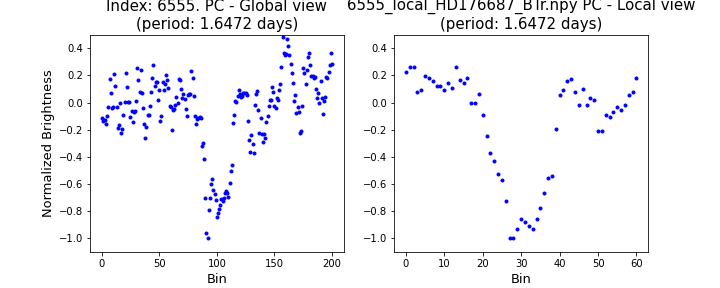 Index: 6555. PC - Global view
(period: 1.6472 days)
6555_local_HD176687_BTr.npy PC - Local view
(period: 1.6472 days)
Normalized Brightness
0.4
0.2
0.0
−0.2
−0.4
−0.6
−0.8
−1.0
0 50 100 150 200
Bin
0.4
0.2
0.0
−0.2
−0.4
−0.6
−0.8
−1.0
0 10 20 30 40 50 60
Bin